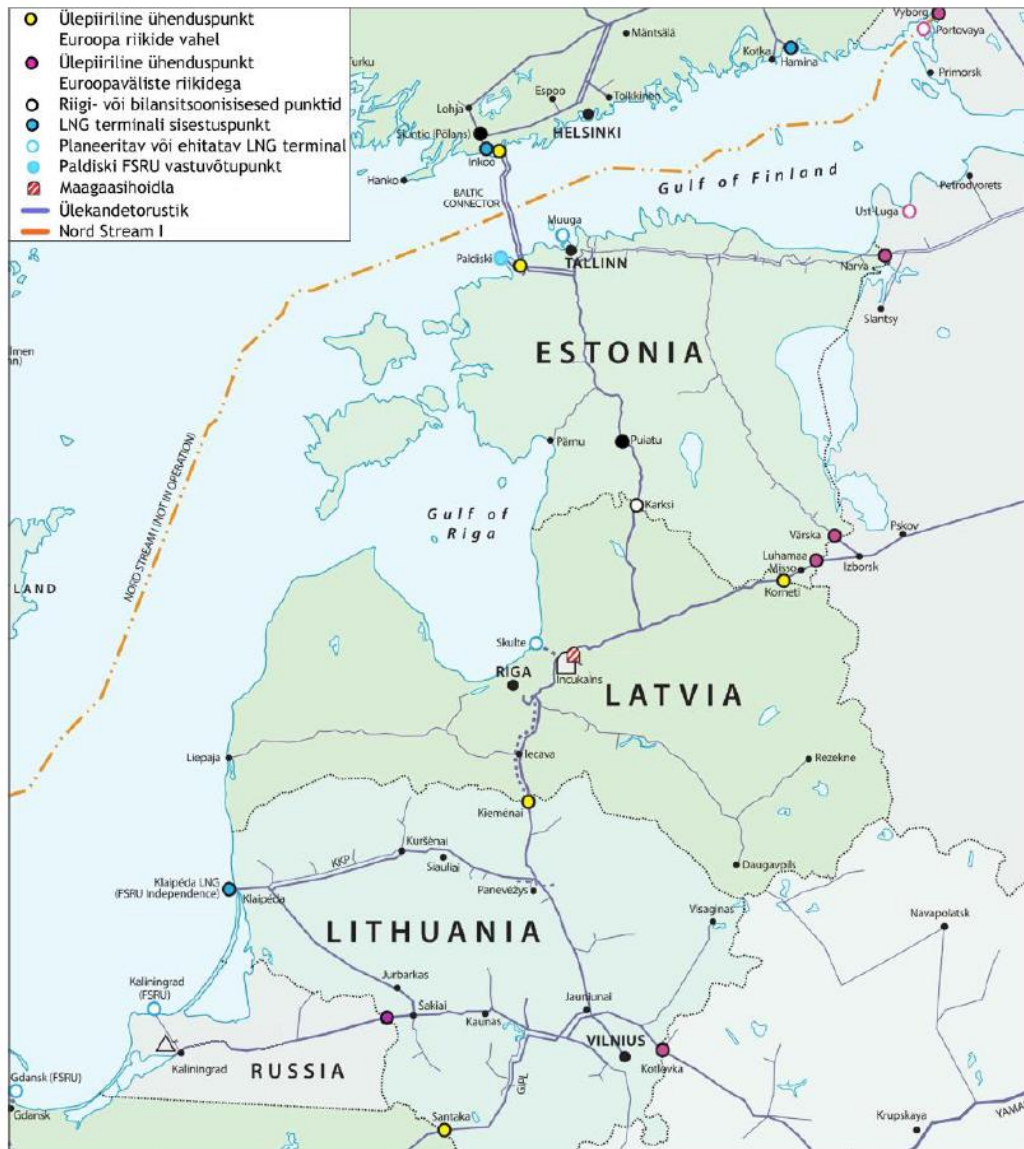 Ülepiiriline ühenduspunkt
Euroopa riikide vahel
Ülepiiriline ühenduspunkt
Euroopaväliste riikidega
Riigi- või bilansitsoonisisesed punktid
LNG terminali sisestuspunkt
Planeeritav või ehitatav LNG terminal
Paldiski FSRU vastuvõtupunkt
Maagaasihoidla
Ülekandetorustik
Nord Stream I
Vyborg
Portovaya
Mäntsälä
Kotka
Hamina
Turku
Primorsk
Espoo
Tolkkinen
Lohja
HELSINKI
Siuntio (Pölans)
Inkoo
Hanko
Gulf of Finland
Petrodvorets
BALTIC
CONNECTOR
Ust-Luga
Muuga
TALLINN
Paldiski
Narva
Slantsy
ESTONIA
Pärnu
Puiatu
NORD STREAM I (NOT IN OPERATION)
Karksi
Gulf of
Riga
Värska
Pskov
Luhamaa
Misso
Izborsk
Korneti
LAND
Skulte
RIGA
Incukalns
LATVIA
Iecava
Liepaja
Rezekne
Kiemėnai
Kuršėnai
KKP
Siauliai
Daugavpils
Klaipėda LNG
(FSRU Independence)
Klaipėda
Panevėžys
Visaginas
Navapolatsk
LITHUANIA
Kaliningrad
(FSRU)
Jurbarkas
Šakiai
Jauniunai
Kaunas
VILNIUS
Kaliningrad
RUSSIA
Kotlovka
GIPL
Gdansk (FSRU)
Gdansk
Santaka
Krupskaya
YAMA